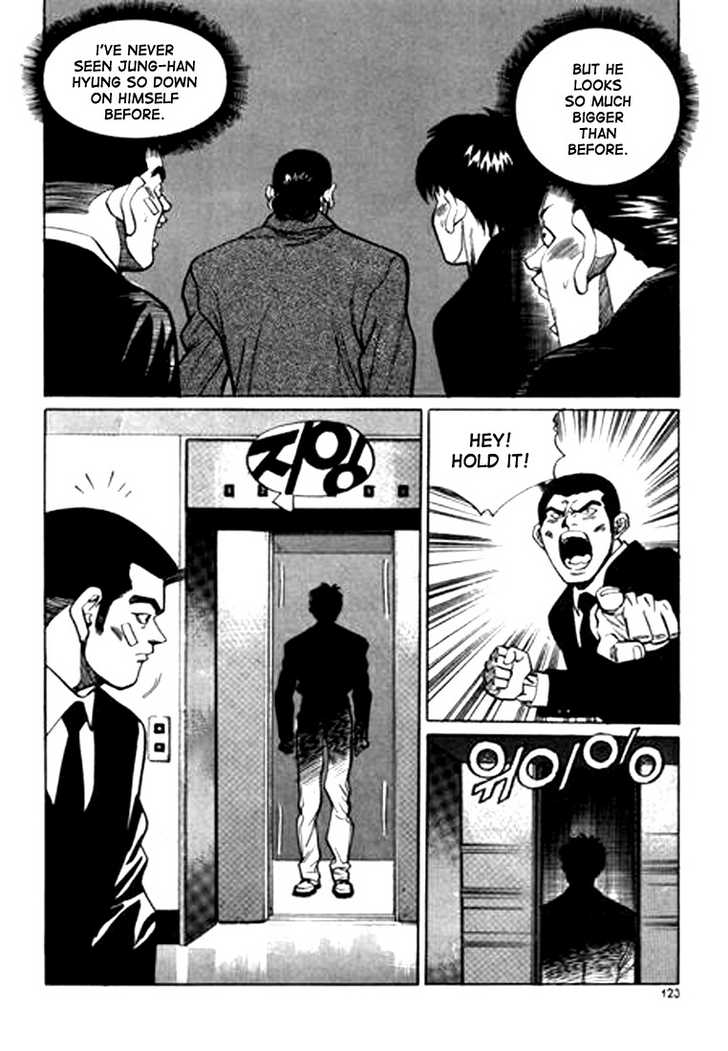 I'VE NEVER
SEEN JUNG-HAN
HYUNG SO DOWN
ON HIMSELF
BEFORE.
BUT HE
LOOKS
SO MUCH
BIGGER
THAN
BEFORE.
지잉
HEY!
HOLD IT!
위이이잉
123